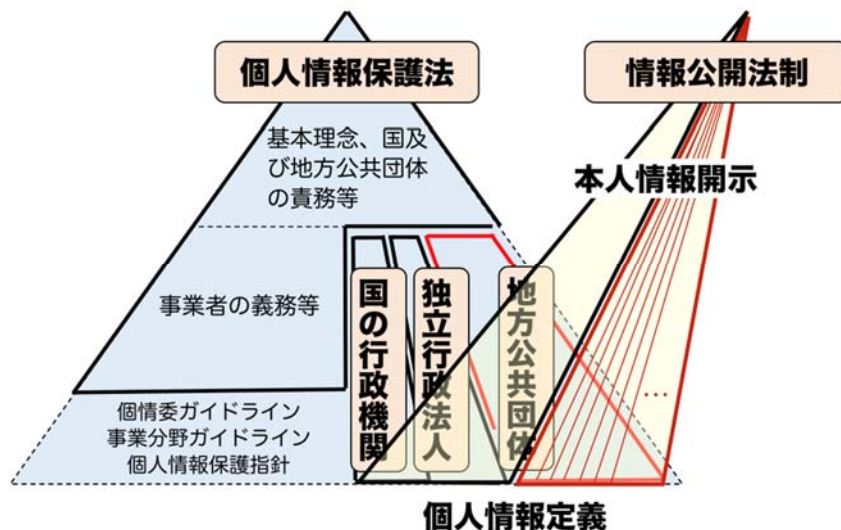 個人情報保護法
情報公開法制
基本理念、国及
び地方公共団体
の責務等
本人情報開示
事業者の義務等
国の行政機関
独立行政法人
地方公共団体
…
個情委ガイドライン
事業分野ガイドライン
個人情報保護指針
個人情報定義